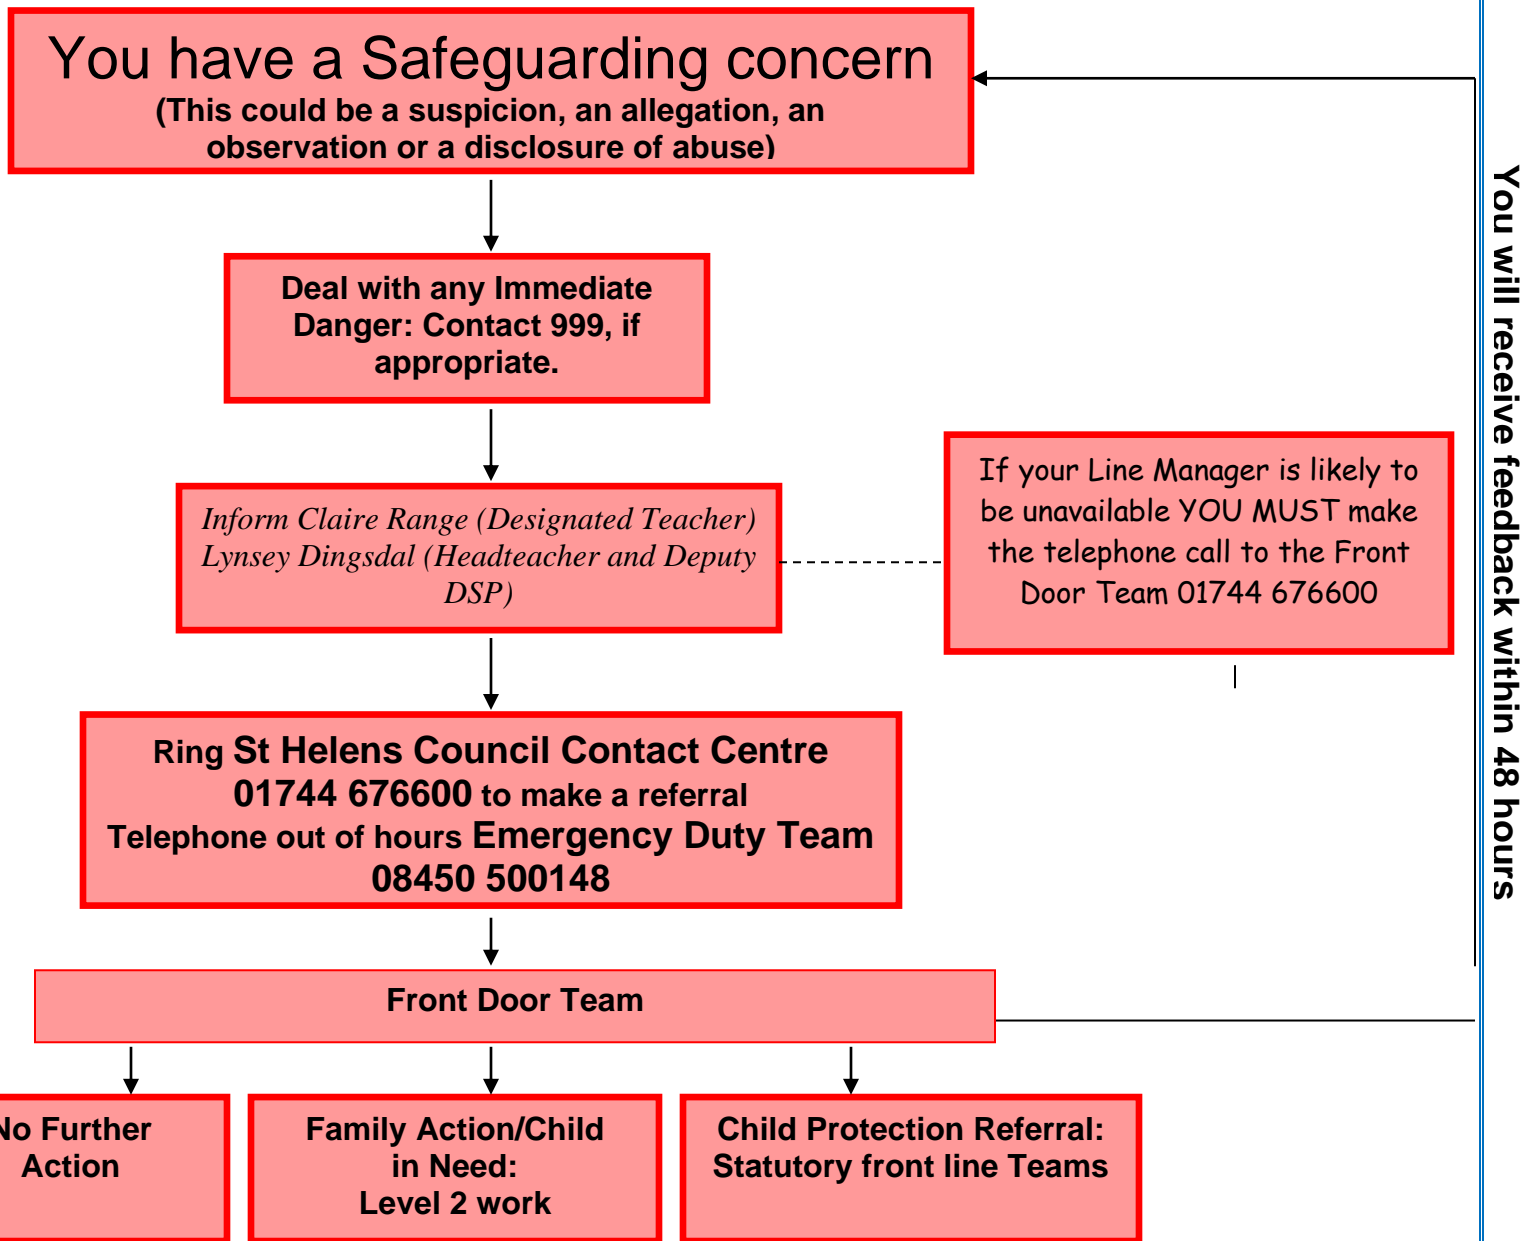 You have a Safeguarding concern
(This could be a suspicion, an allegation, an
observation or a disclosure of abuse)
Deal with any Immediate
Danger: Contact 999, if
appropriate.
Inform Claire Range (Designated Teacher)
Lynsey Dingsdal (Headteacher and Deputy
DSP)
If your Line Manager is likely to
be unavailable YOU MUST make
the telephone call to the Front
Door Team 01744 676600
Ring St Helens Council Contact Centre
01744 676600 to make a referral
Telephone out of hours Emergency Duty Team
08450 500148
Front Door Team
No Further
Action
Family Action/Child
in Need:
Level 2 work
Child Protection Referral:
Statutory front line Teams
You will receive feedback within 48 hours